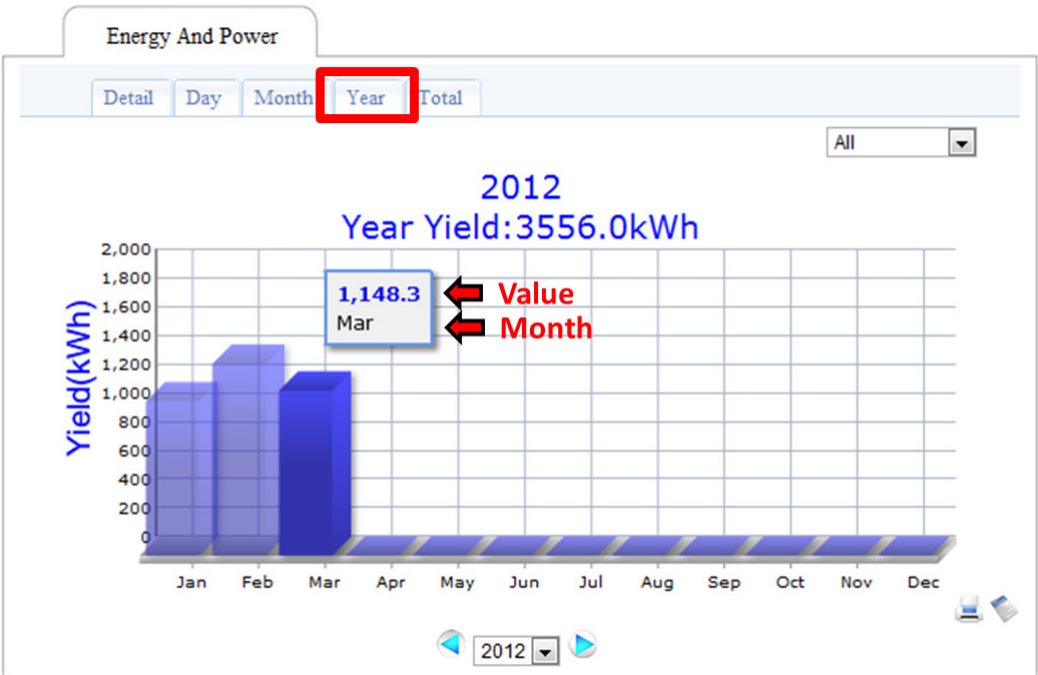 Energy And Power
Detail Day Month Year Total
All
2012
Year Yield:3556.0kWh
Yield(kWh)
2,000
1,800
1,600
1,400
1,200
1,000
800
600
400
200
0
1,148.3
Mar
Value
Month
Jan Feb Mar Apr May Jun Jul Aug Sep Oct Nov Dec
2012